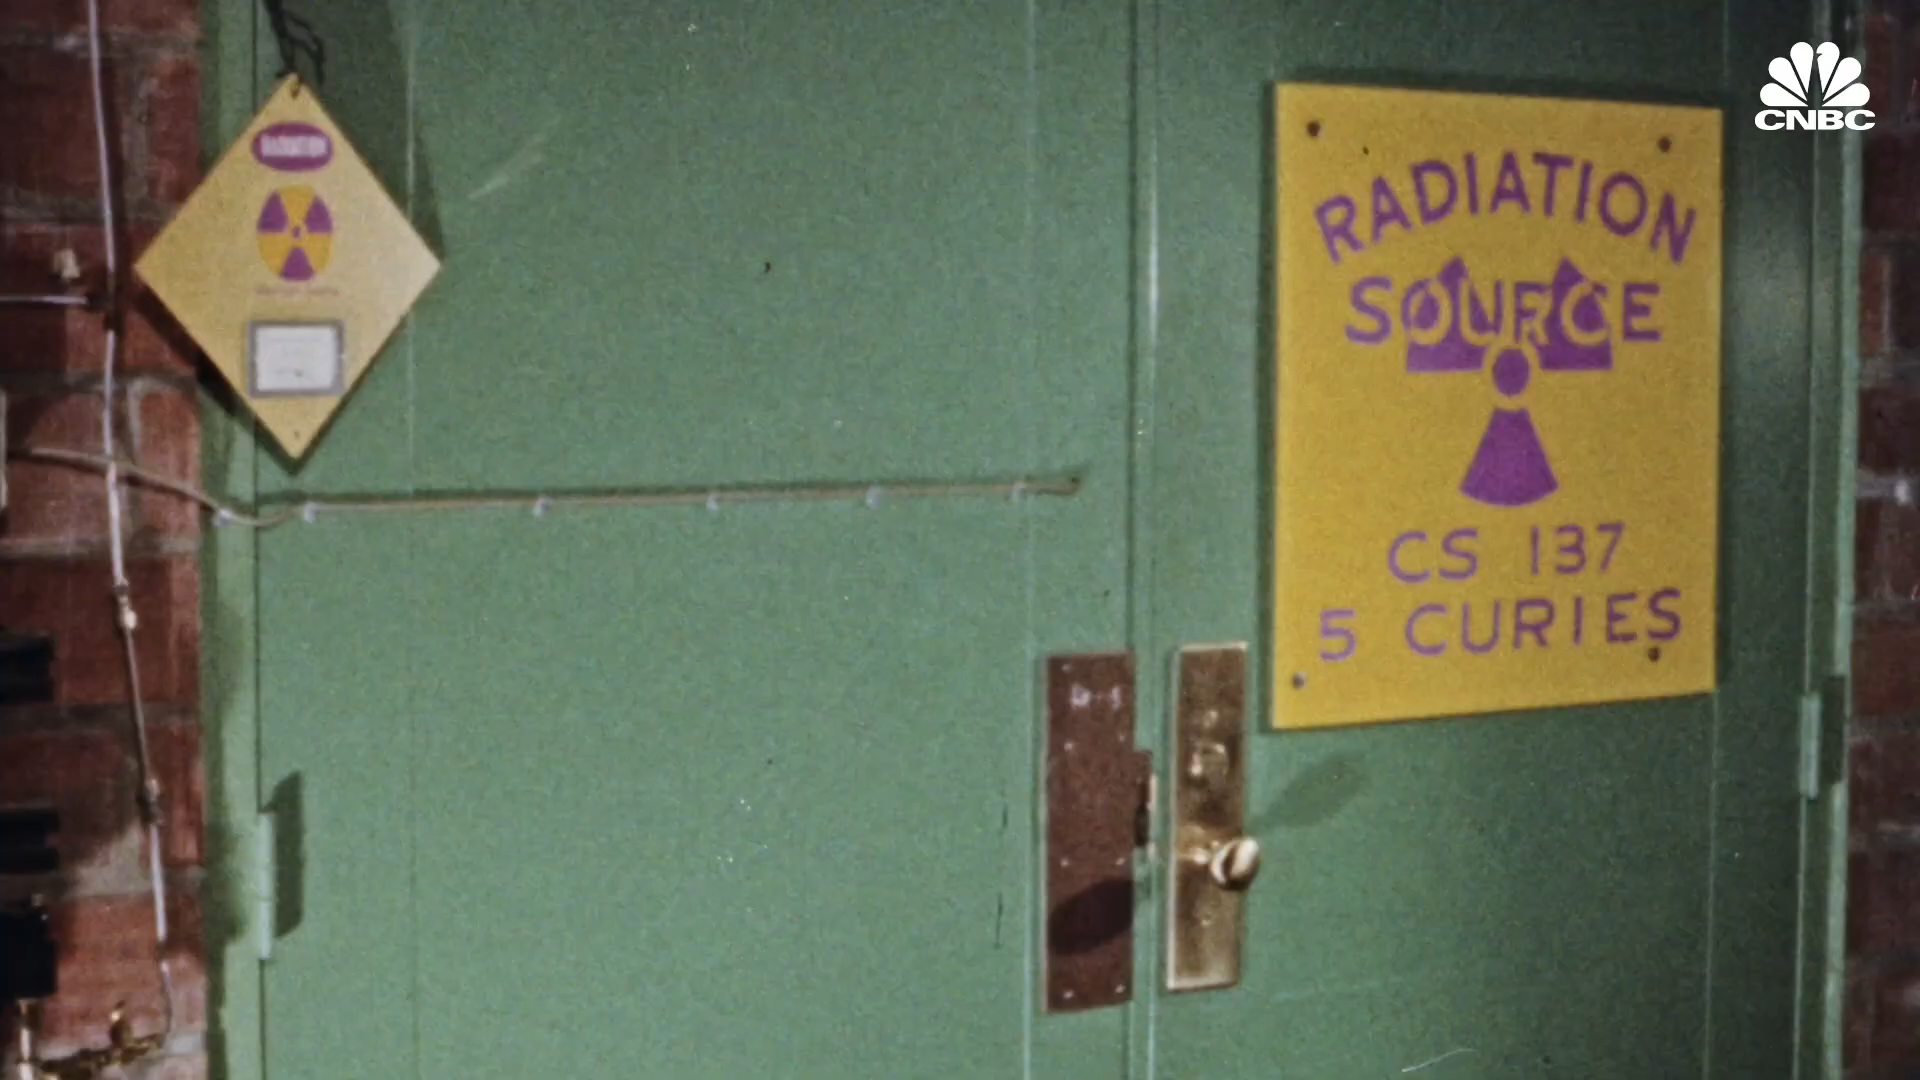 RADIATION
CNBC
RADIATION
SOURCE
CS 137
5 CURIES